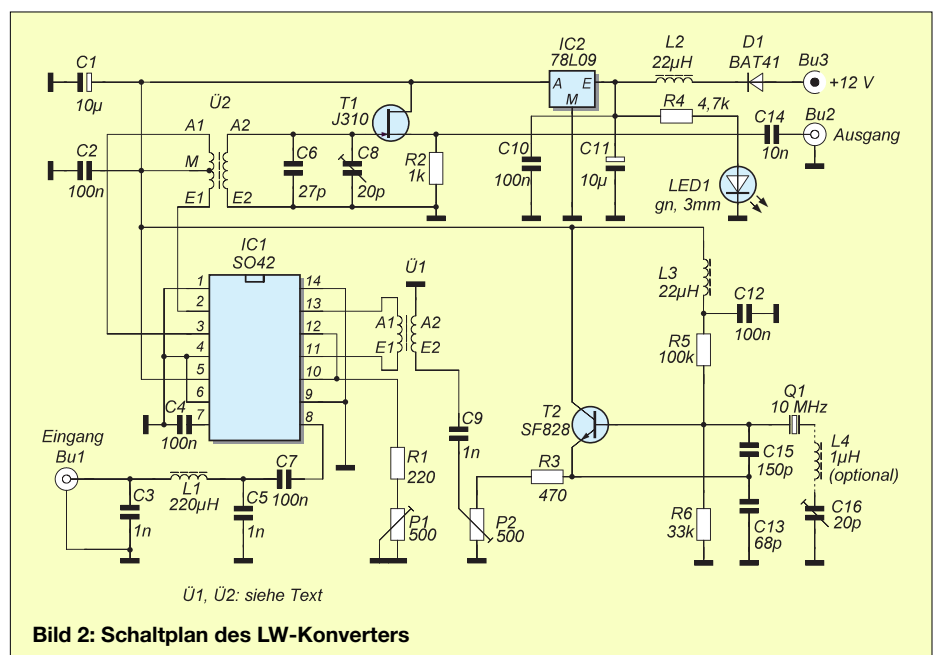 C1
10µ
IC2
78L09
A
E
M
L2
22µH
D1
BAT41
Bu3
+12 V
Ü2
T1
J310
R4
4,7k
C14
10n
Bu2
Ausgang
A1
A2
M
E1
E2
C2
100n
C6
27p
C8
20p
R2
1k
C10
100n
C11
10µ
LED1
gn, 3mm
IC1
SO42
1
2
3
4
5
6
7
14
13
12
11
10
9
8
Ü1
A1
A2
E1
E2
L3
22µH
C12
100n
R5
100k
C4
100n
Eingang
Bu1
C3
1n
L1
220µH
C5
1n
C7
100n
R1
220
P1
500
C9
1n
P2
500
R3
470
T2
SF828
Q1
10 MHz
C15
150p
L4
1µH
(optional)
R6
33k
C13
68p
C16
20p
Ü1, Ü2: siehe Text
Bild 2: Schaltplan des LW-Konverters